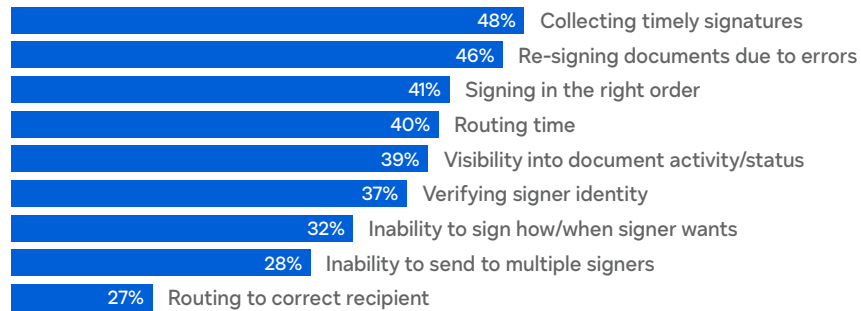 48% Collecting timely signatures
46% Re-signing documents due to errors
41% Signing in the right order
40% Routing time
39% Visibility into document activity/status
37% Verifying signer identity
32% Inability to sign how/when signer wants
28% Inability to send to multiple signers
27% Routing to correct recipient